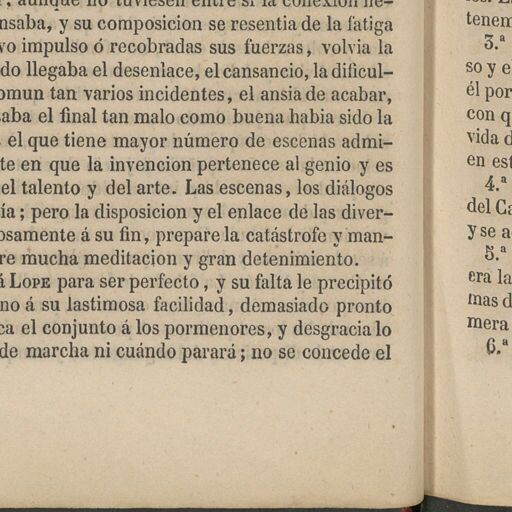 , aunque no tuviesen entre sí la conexion ne-
nsaba, y su composicion se resentia de la fatiga
vo impulso ó recobradas sus fuerzas, volvia la
do llegaba el desenlace, el cansancio, la dificul-
omun tan varios incidentes, el ansia de acabar,
aba el final tan malo como buena habia sido la
el que tiene mayor número de escenas admi-
te en que la invencion pertenece al genio y es
el talento y del arte. Las escenas, los diálogos
ía; pero la disposicion y el enlace de las diver-
osamente á su fin, prepare la catástrofe y man-
re mucha meditacion y gran detenimiento.
á LOPE para ser perfecto, y su falta le precipitó
no á su lastimosa facilidad, demasiado pronto
ca el conjunto á los pormenores, y desgracia lo
de marcha ni cuándo parará; no se concede el
tenem
3.ª
so y e
él por
con q
vida d
en est
4.ª
del Ca
y se a
5.ª
era la
mas d
mera
6.ª